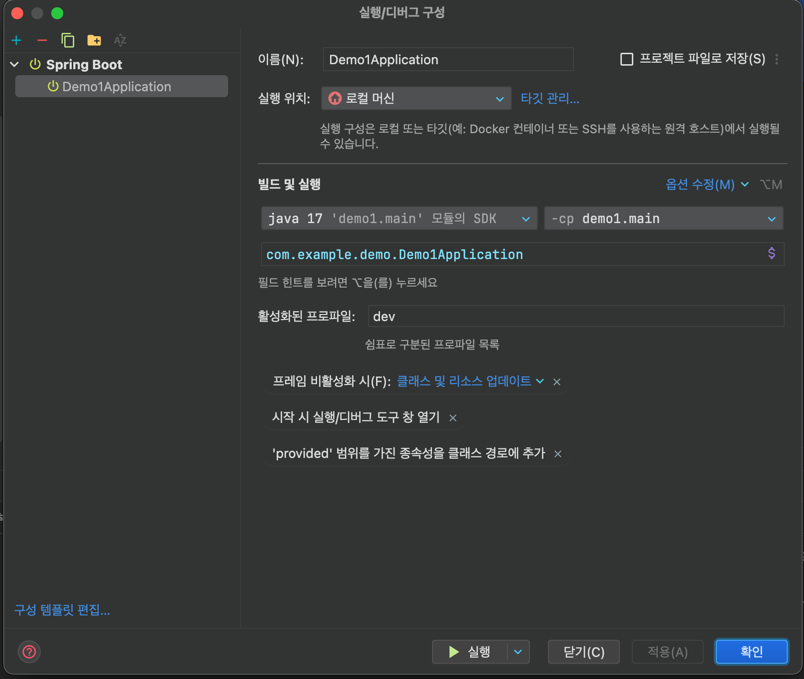 실행/디버그 구성
Spring Boot
Demo1Application
이름(N):
Demo1Application
프로젝트 파일로 저장(S)
실행 위치:
로컬 머신
타깃 관리...
실행 구성은 로컬 또는 타깃(예: Docker 컨테이너 또는 SSH를 사용하는 원격 호스트)에서 실행될
수 있습니다.
빌드 및 실행
옵션 수정(M)
⌥M
java 17 'demo1.main' 모듈의 SDK
-cp demo1.main
com.example.demo.Demo1Application
필드 힌트를 보려면 ⌥을(를) 누르세요
활성화된 프로파일:
dev
쉼표로 구분된 프로파일 목록
프레임 비활성화 시(F): 클래스 및 리소스 업데이트
시작 시 실행/디버그 도구 창 열기
'provided' 범위를 가진 종속성을 클래스 경로에 추가
구성 템플릿 편집...
실행
닫기(C)
적용(A)
확인